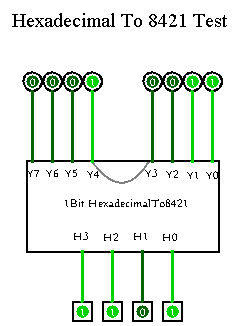 Hexadecimal To 8421 Test
0 0 0 1 0 0 1 1
Y7 Y6 Y5 Y4 Y3 Y2 Y1 Y0
1Bit HexadecimalTo8421
H3 H2 H1 H0
1 1 0 1